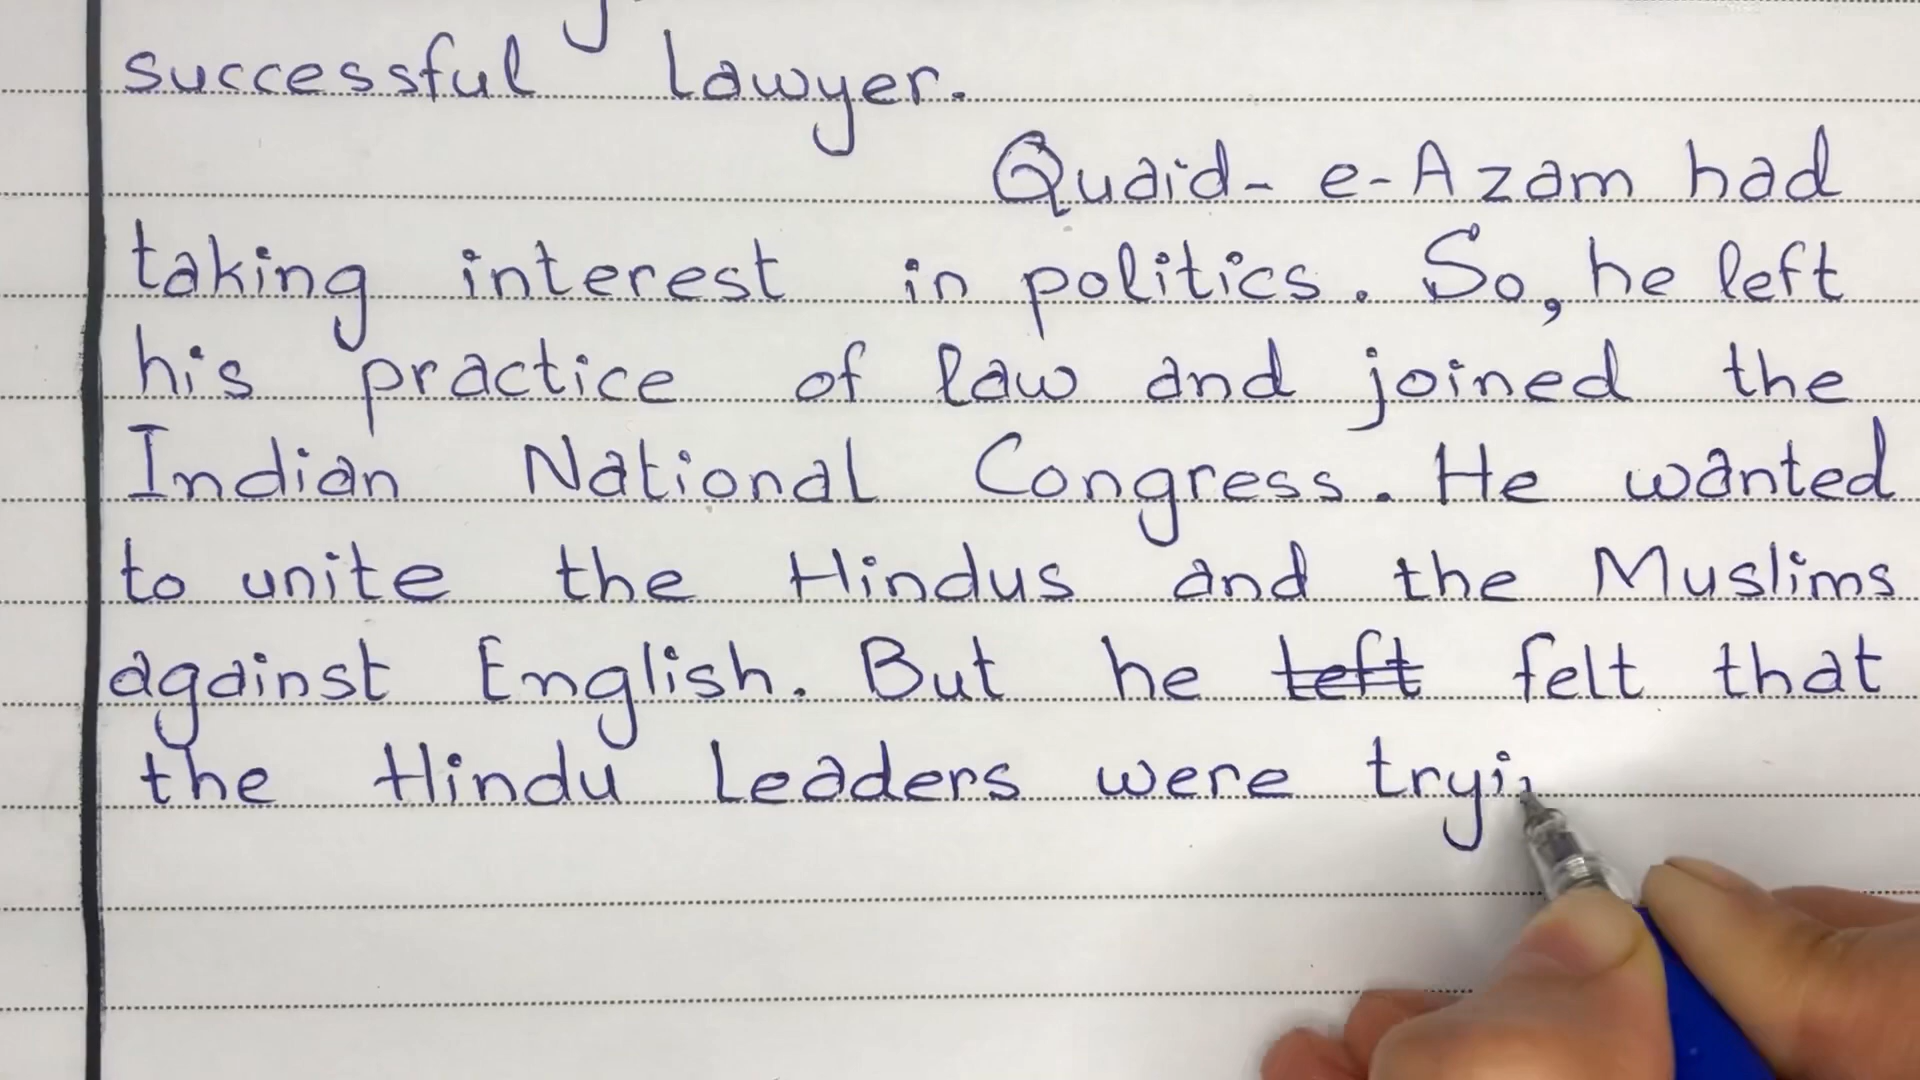 successful lawyer.
Quaid-e-Azam had
taking interest in politics. So, he left
his practice of law and joined the
Indian National Congress. He wanted
to unite the Hindus and the Muslims
against English. But he left felt that
the Hindu Leaders were tryi